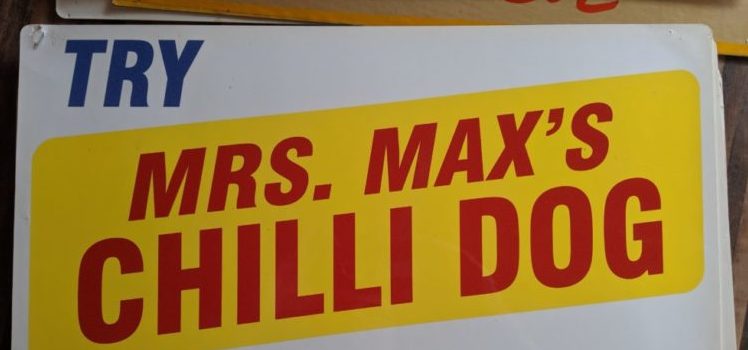 TRY
MRS. MAX'S
CHILLI DOG